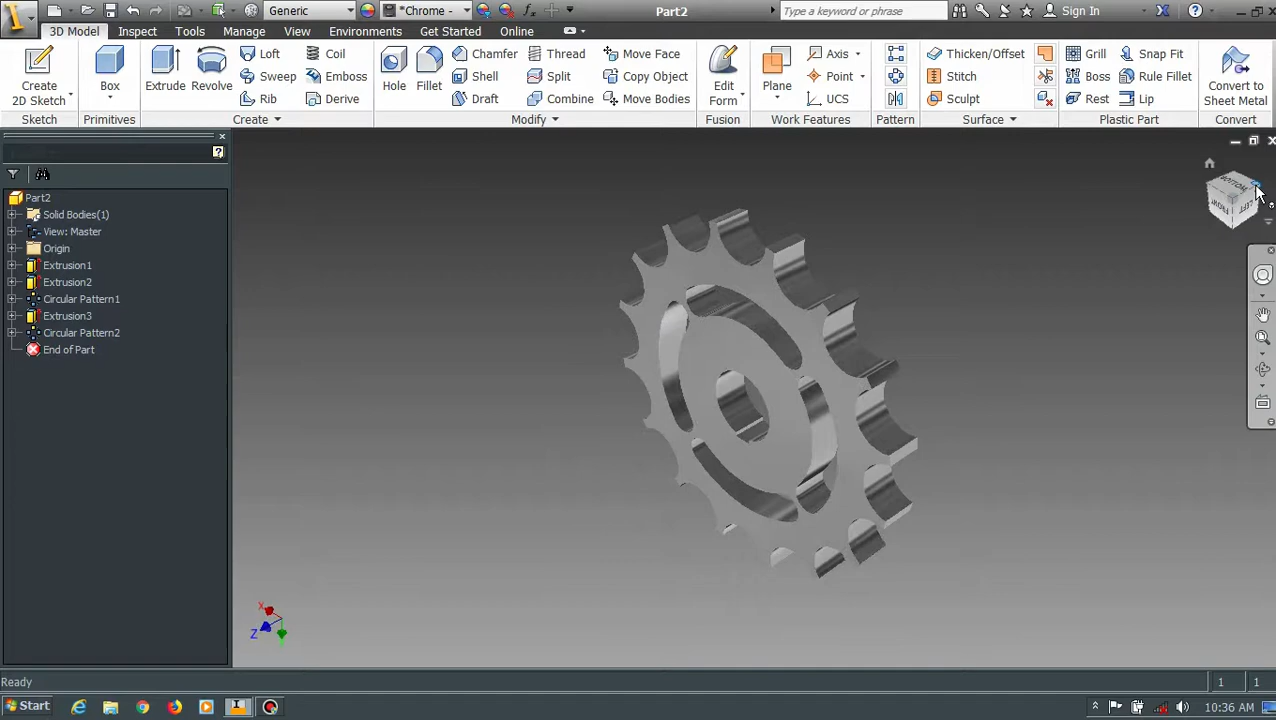 Generic
*Chrome -
Part2
Type a keyword or phrase
Sign In
3D Model
Inspect
Tools
Manage
View
Environments
Get Started
Online
Create
2D Sketch
Box
Extrude
Revolve
Loft
Sweep
Rib
Coil
Emboss
Derive
Hole
Fillet
Chamfer
Shell
Draft
Thread
Split
Combine
Move Face
Copy Object
Move Bodies
Edit
Form
Plane
Axis
Point
UCS
Thicken/Offset
Stitch
Sculpt
Grill
Boss
Rest
Snap Fit
Rule Fillet
Lip
Convert to
Sheet Metal
Sketch
Primitives
Create
Modify
Fusion
Work Features
Pattern
Surface
Plastic Part
Convert
Part2
Solid Bodies(1)
View: Master
Origin
Extrusion1
Extrusion2
Circular Pattern1
Extrusion3
Circular Pattern2
End of Part
BOTTOM
FRONT
LEFT
X
Z
Ready
1
1
Start
10:36 AM